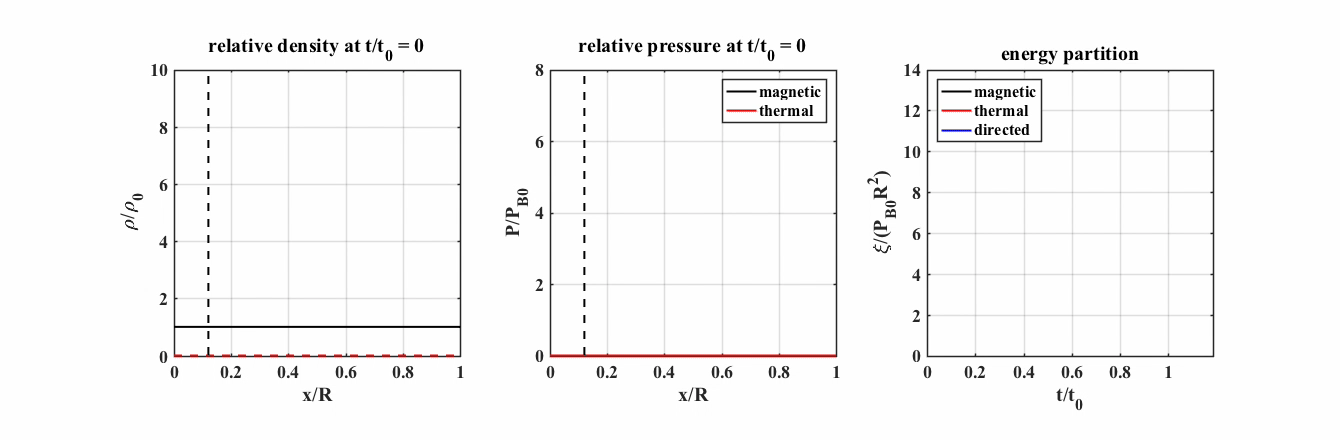 relative density at t/t0 = 0
10
8
6
4
2
0
ρ/ρ0
0 0.2 0.4 0.6 0.8 1
x/R
relative pressure at t/t0 = 0
magnetic
thermal
8
6
4
2
0
P/PB0
0 0.2 0.4 0.6 0.8 1
x/R
energy partition
magnetic
thermal
directed
14
12
10
8
6
4
2
0
ξ/(PB0R2)
0 0.2 0.4 0.6 0.8 1
t/t0